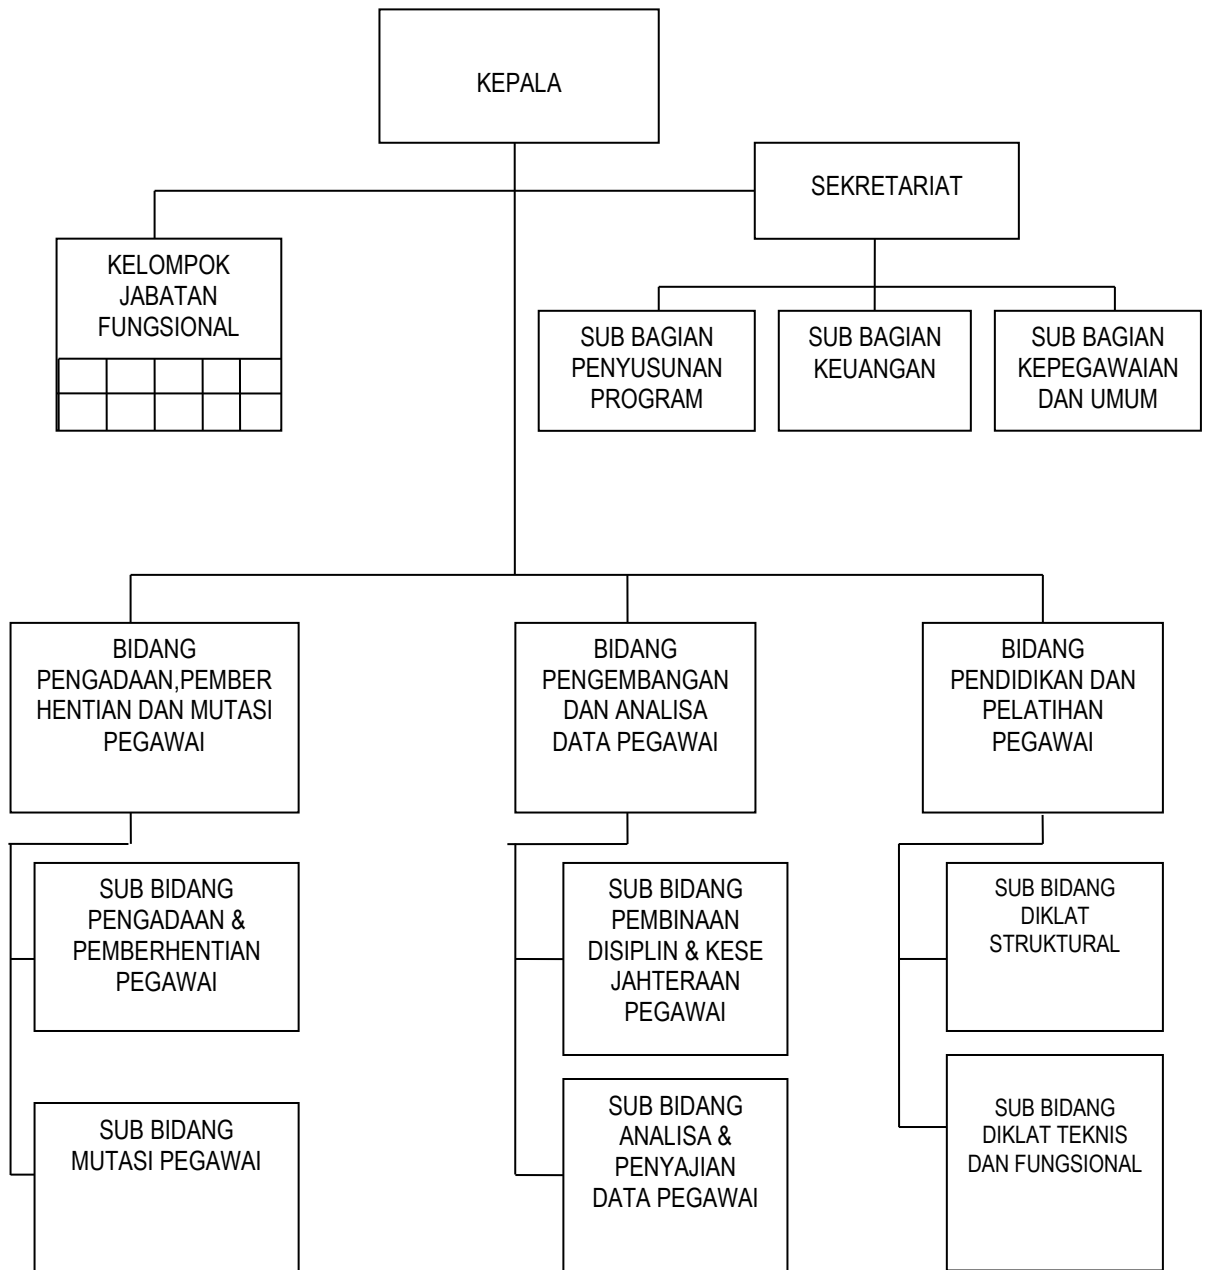 KEPALA
SEKRETARIAT
KELOMPOK
JABATAN
FUNGSIONAL
SUB BAGIAN
PENYUSUNAN
PROGRAM
SUB BAGIAN
KEUANGAN
SUB BAGIAN
KEPEGAWAIAN
DAN UMUM
BIDANG
PENGADAAN,PEMBER
HENTIAN DAN MUTASI
PEGAWAI
BIDANG
PENGEMBANGAN
DAN ANALISA
DATA PEGAWAI
BIDANG
PENDIDIKAN DAN
PELATIHAN
PEGAWAI
SUB BIDANG
PENGADAAN &
PEMBERHENTIAN
PEGAWAI
SUB BIDANG
PEMBINAAN
DISIPLIN & KESE
JAHTERAAN
PEGAWAI
SUB BIDANG
DIKLAT
STRUKTURAL
SUB BIDANG
MUTASI PEGAWAI
SUB BIDANG
ANALISA &
PENYAJIAN
DATA PEGAWAI
SUB BIDANG
DIKLAT TEKNIS
DAN FUNGSIONAL